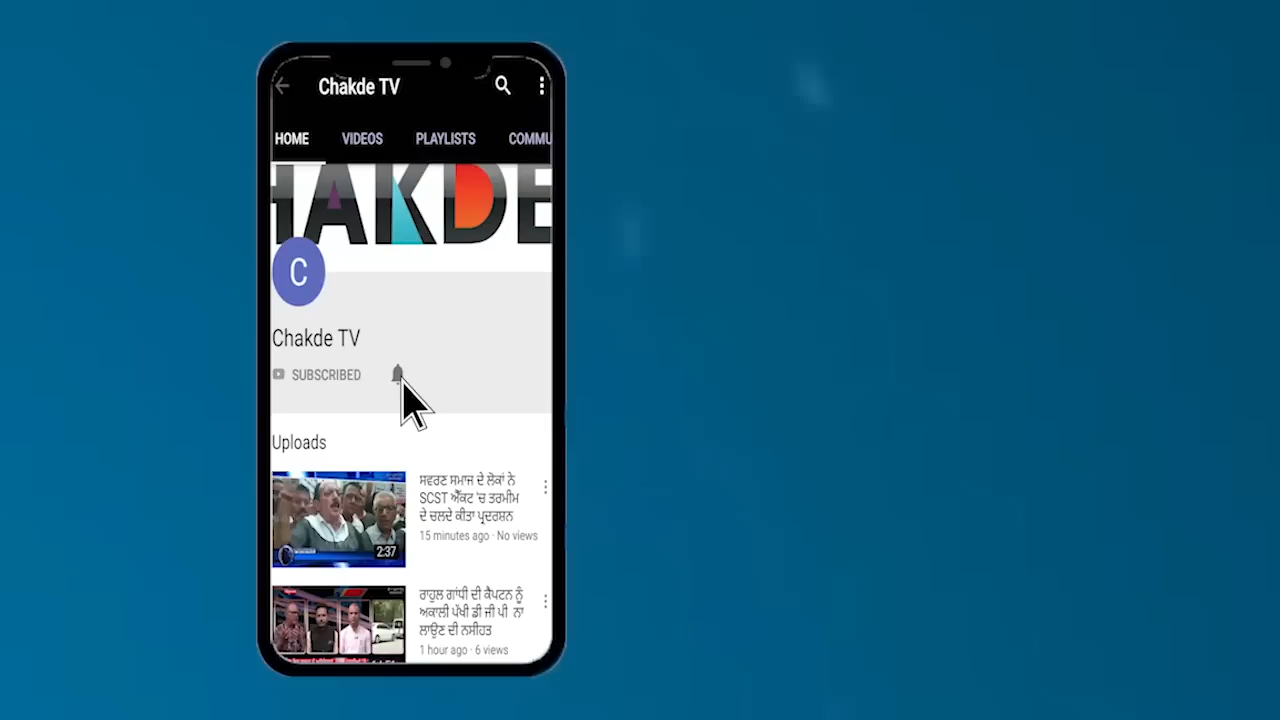 Chakde TV
HOME VIDEOS PLAYLISTS COMMU
HAKDE
C
Chakde TV
SUBSCRIBED
Uploads
ਸਵਰਣ ਸਮਾਜ ਦੇ ਲੋਕਾਂ ਨੇ
SCST ਐਕਟ 'ਚ ਤਰਮੀਮ
ਦੇ ਚਲਦੇ ਕੀਤਾ ਪ੍ਰਦਰਸ਼ਨ
15 minutes ago · No views
2:37
ਰਾਹੁਲ ਗਾਂਧੀ ਦੀ ਕੈਪਟਨ ਨੂੰ
ਅਕਾਲੀ ਪੱਖੀ ਡੀ ਜੀ ਪੀ ਨਾ
ਲਾਉਣ ਦੀ ਨਸੀਹਤ
1 hour ago · 6 views